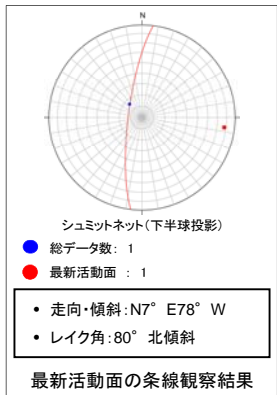 N
シュミットネット(下半球投影)
総データ数: 1
最新活動面 : 1
• 走向・傾斜:N7° E78° W
• レイク角:80° 北傾斜
最新活動面の条線観察結果